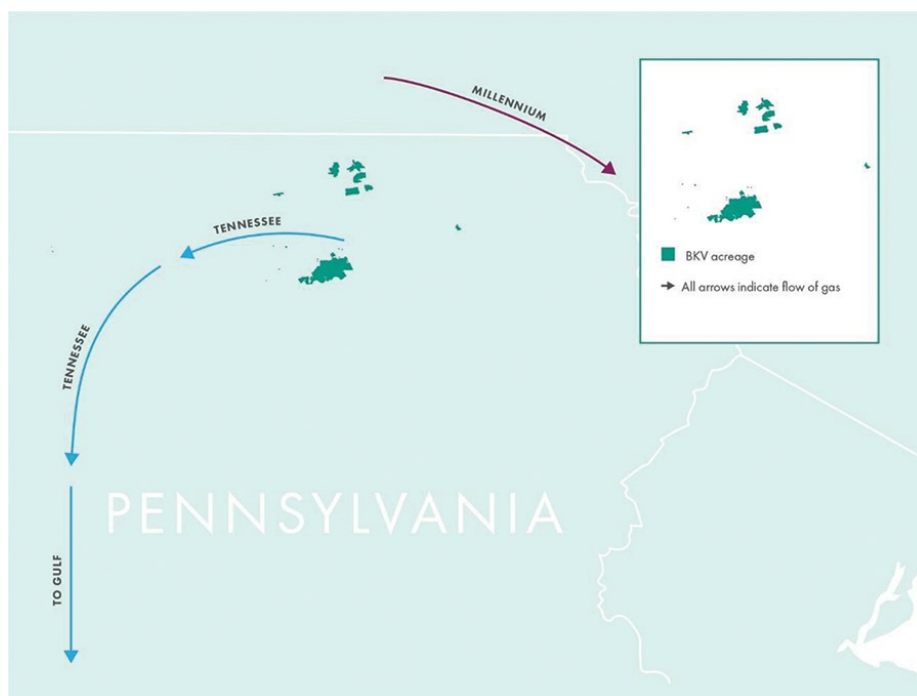 MILLENNIUM
TENNESSEE
BKV acreage
All arrows indicate flow of gas
TENNESSEE
PENNSYLVANIA
TO GULF